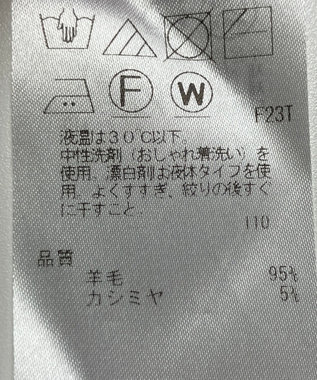 F W
F23T
液温は30℃以下.
中性洗剤(おしゃれ着洗い)を
使用.漂白剤は液体タイプを使
用.よくすすぎ、絞りの後すぐ
に干すこと.
110
品質
羊毛 95%
カシミヤ 5%